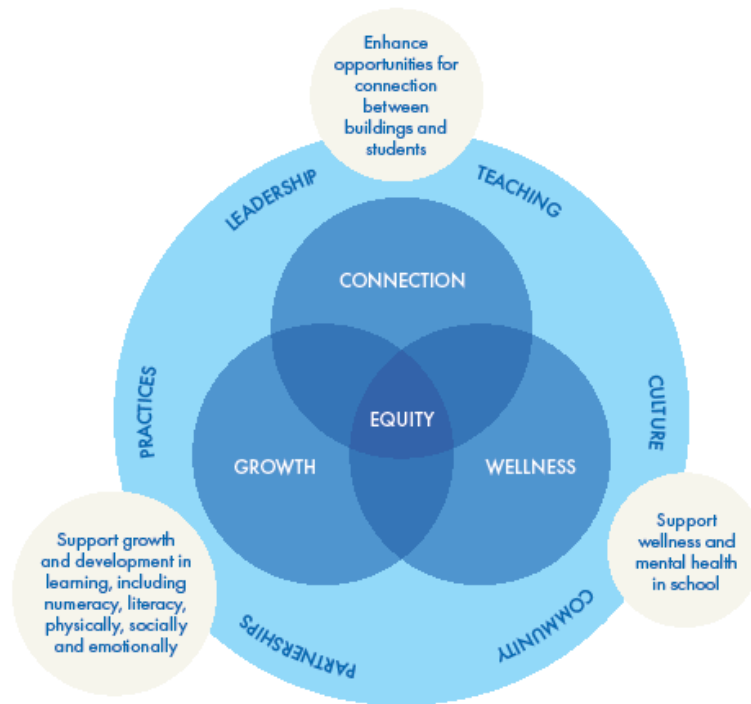 Enhance
opportunities for
connection
between
buildings and
students
LEADERSHIP
TEACHING
CONNECTION
PRACTICES
CULTURE
EQUITY
GROWTH
WELLNESS
Support growth
and development in
learning, including
numeracy, literacy,
physically, socially
and emotionally
Support
wellness and
mental health
in school
PARTNERSHIPS
COMMUNITY